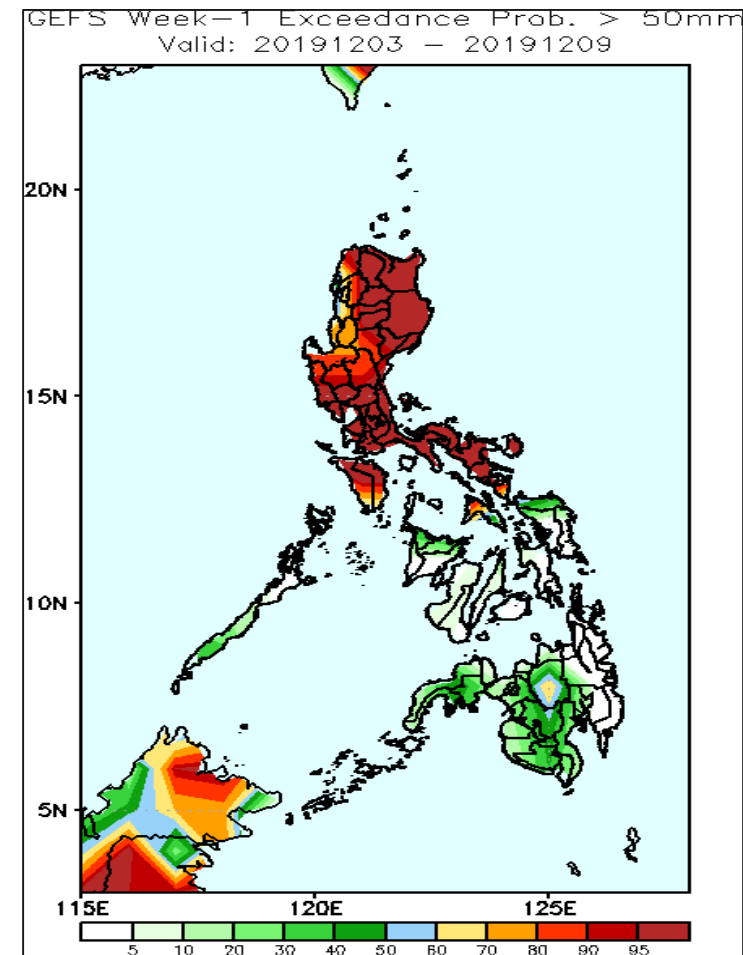 GEFS Week-1 Exceedance Prob. > 50mm
Valid: 20191203 - 20191209
20N
15N
10N
5N
115E 120E 125E
5 10 20 30 40 50 60 70 80 90 95